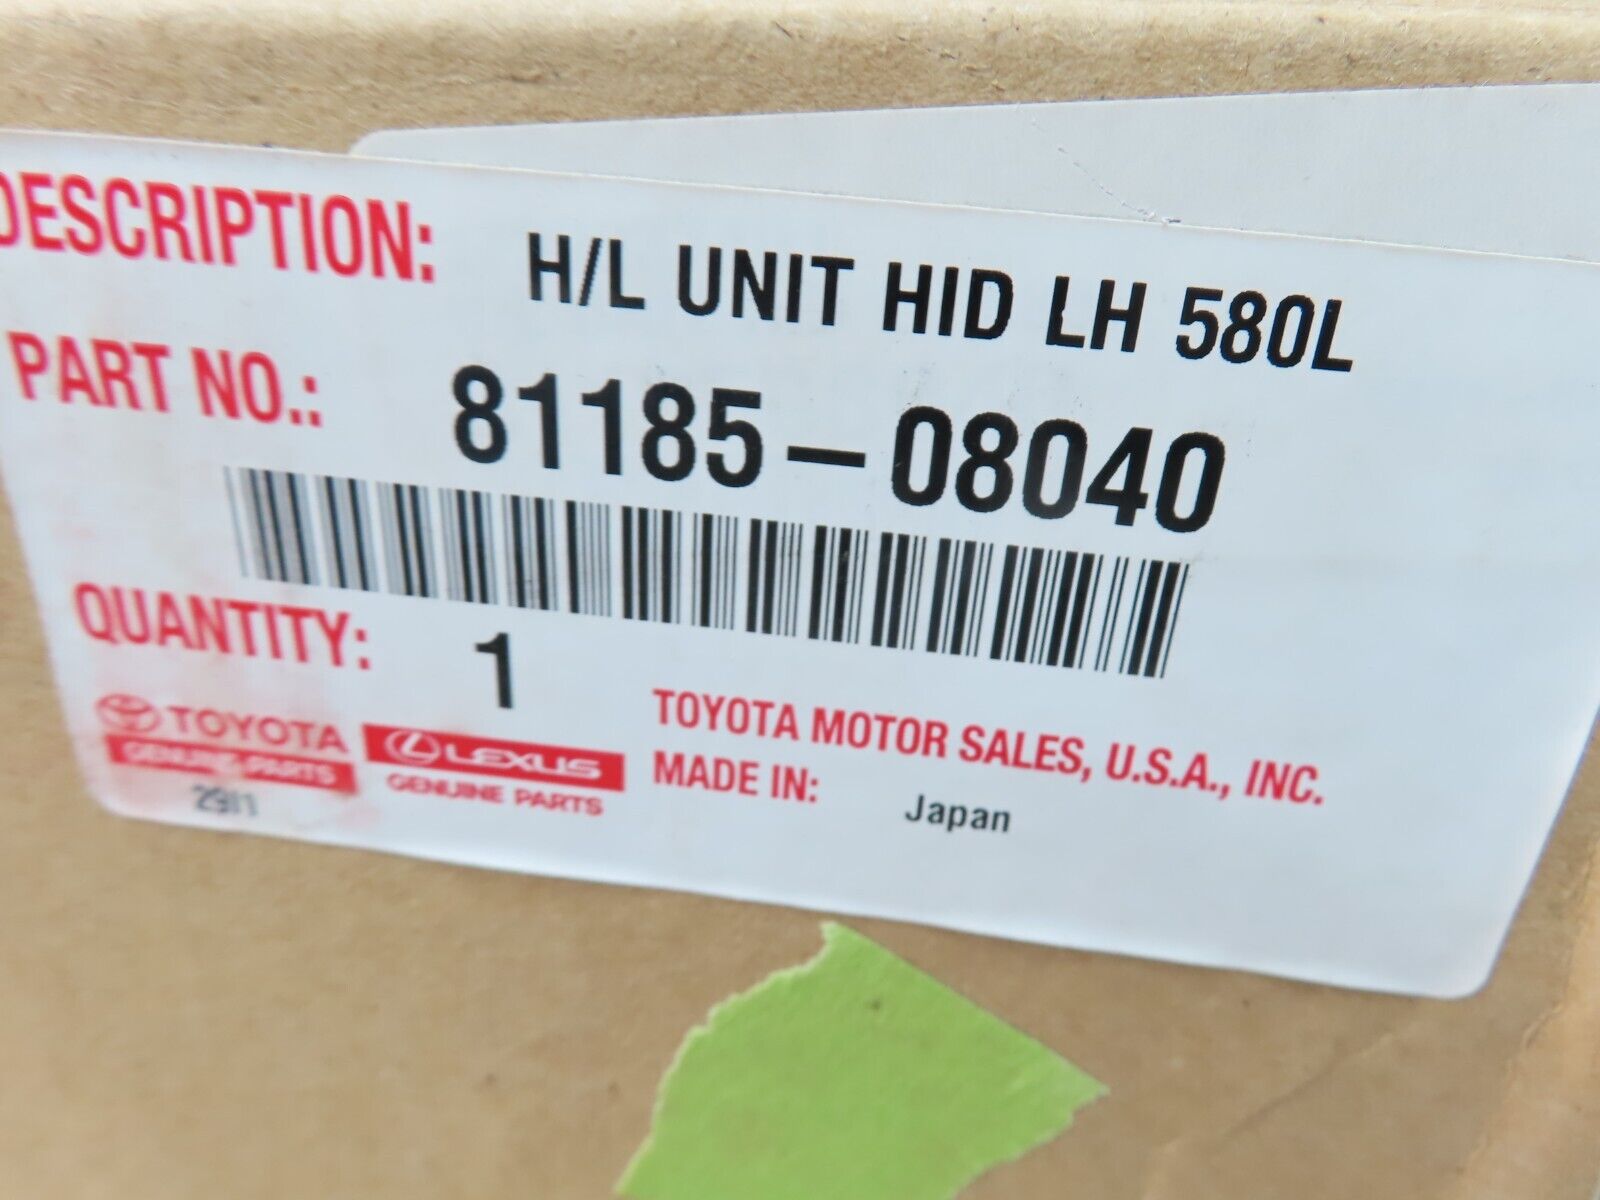 DESCRIPTION: H/L UNIT HID LH 580L
PART NO.: 81185-08040
QUANTITY: 1
TOYOTA
GENUINE PARTS
LEXUS
GENUINE PARTS
TOYOTA MOTOR SALES, U.S.A., INC.
MADE IN: Japan